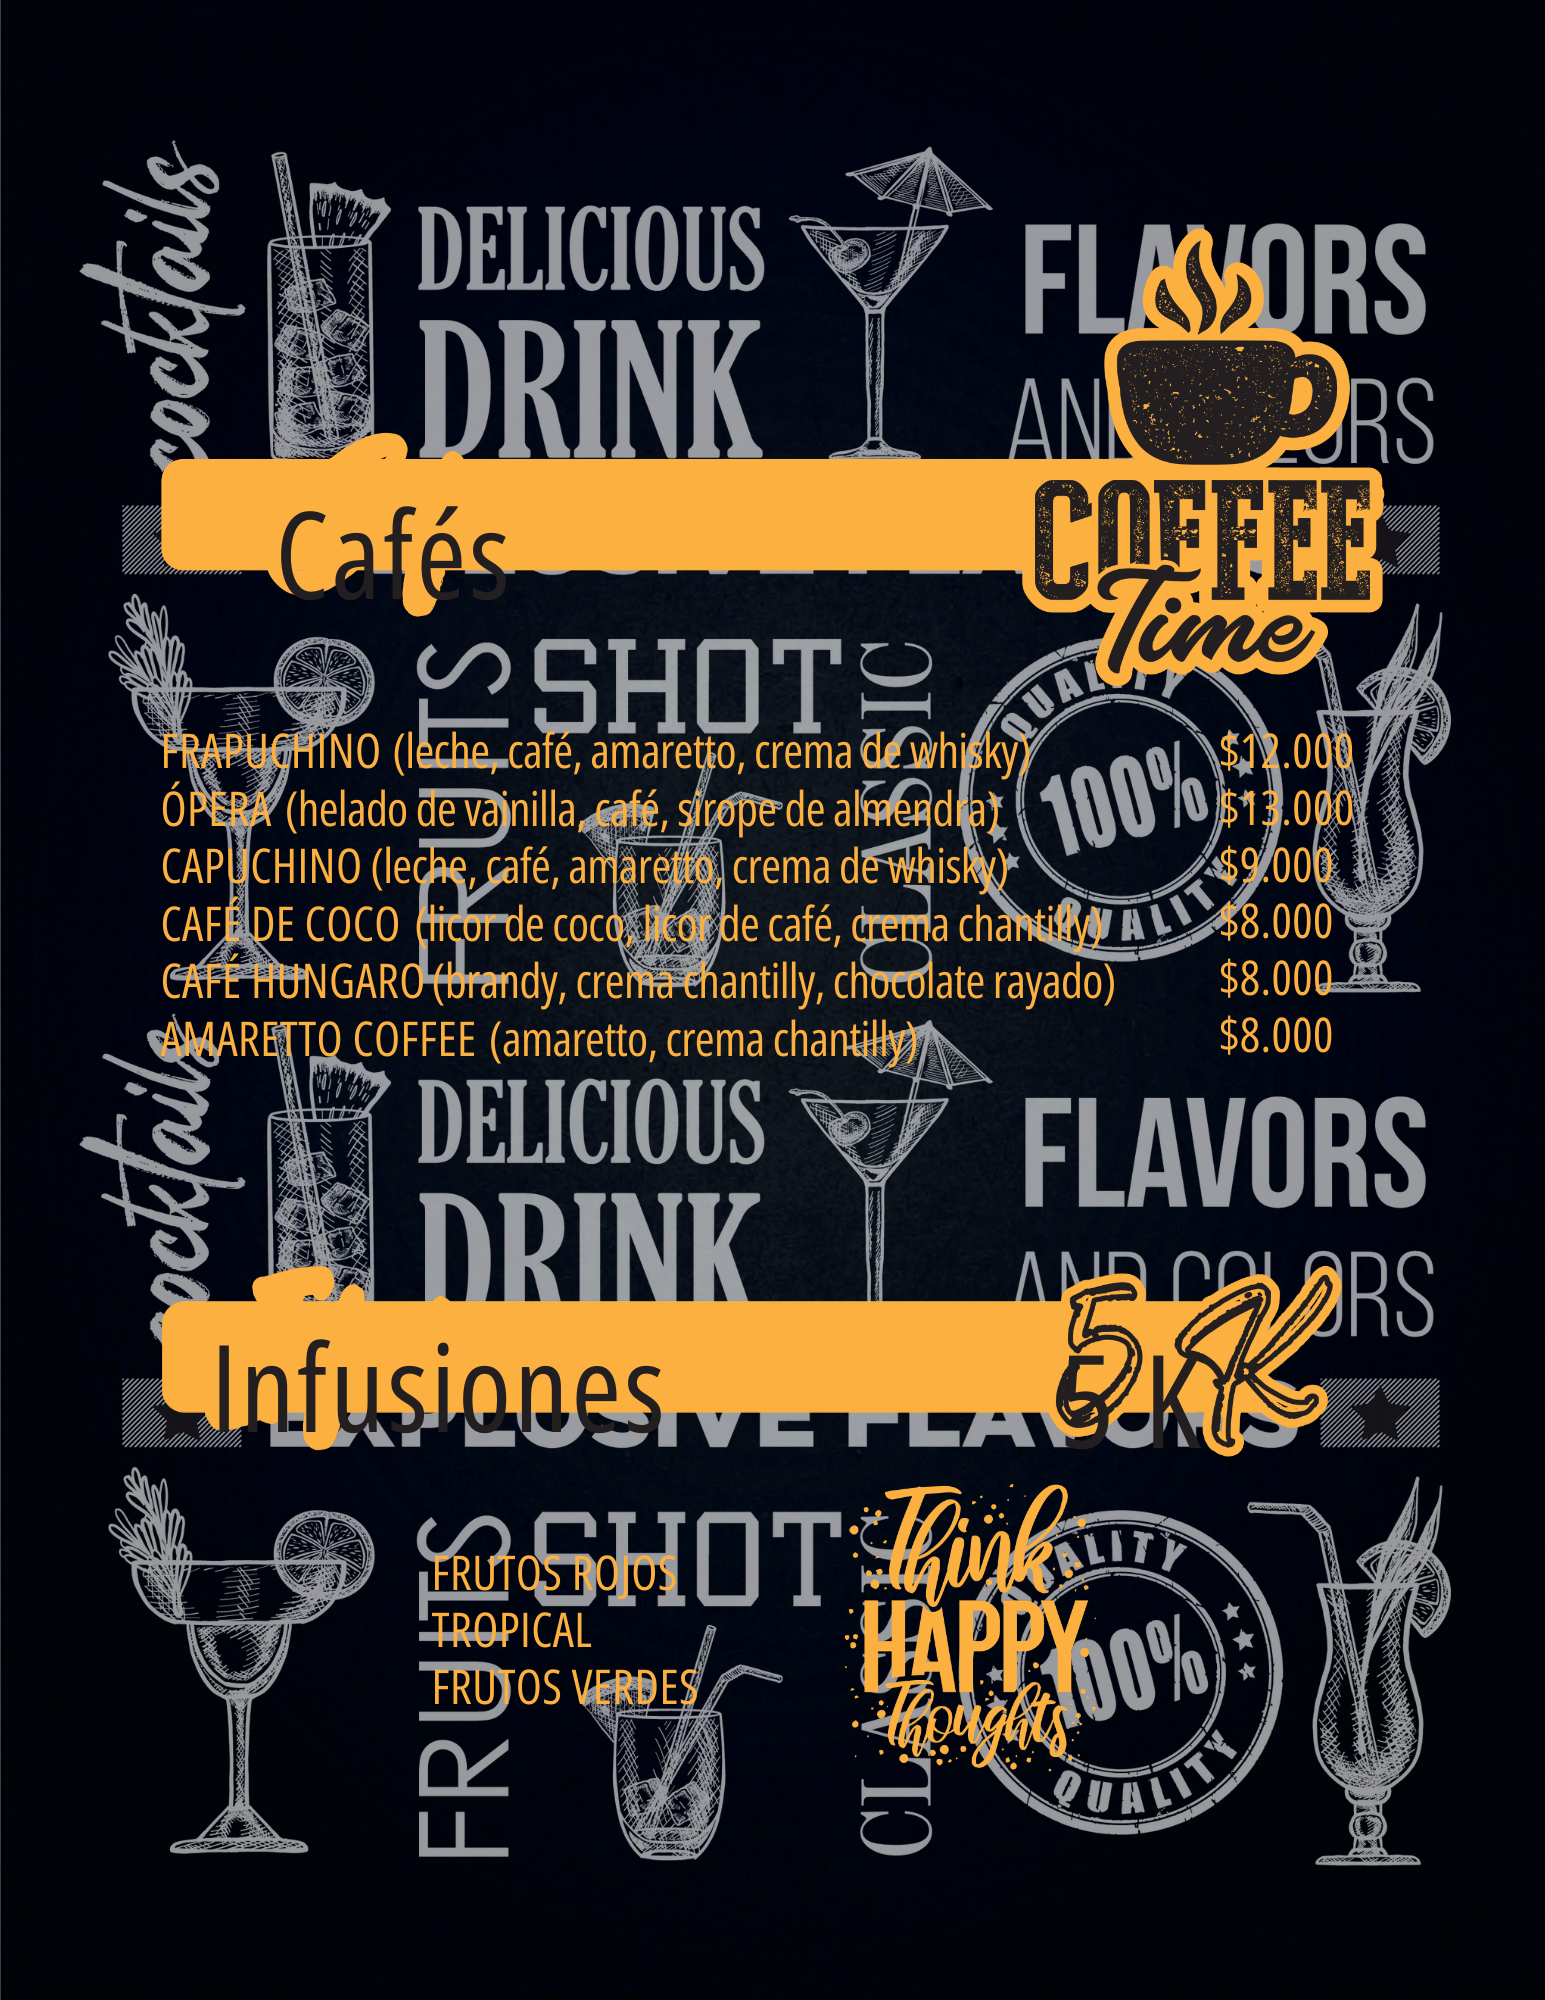 cocktails
DELICIOUS
DRINK
FLAVORS
AND COLORS
Cafés
COFFEE
Time
FRUITS
SHOT
CLASSIC
QUALITY
100%
QUALITY
FRAPUCHINO (leche, café, amaretto, crema de whisky) $12.000
ÓPERA (helado de vainilla, café, sirope de almendra) $13.000
CAPUCHINO (leche, café, amaretto, crema de whisky) $9.000
CAFÉ DE COCO (licor de coco, licor de café, crema chantilly) $8.000
CAFÉ HUNGARO (brandy, crema chantilly, chocolate rayado) $8.000
AMARETTO COFFEE (amaretto, crema chantilly) $8.000
cocktails
DELICIOUS
DRINK
FLAVORS
AND COLORS
Infusiones 5 K
5 K
EXPLOSIVE FLAVORS
FRUITS
SHOT
CLASSIC
QUALITY
100%
QUALITY
FRUTOS ROJOS
TROPICAL
FRUTOS VERDES
Think
HAPPY
Thoughts